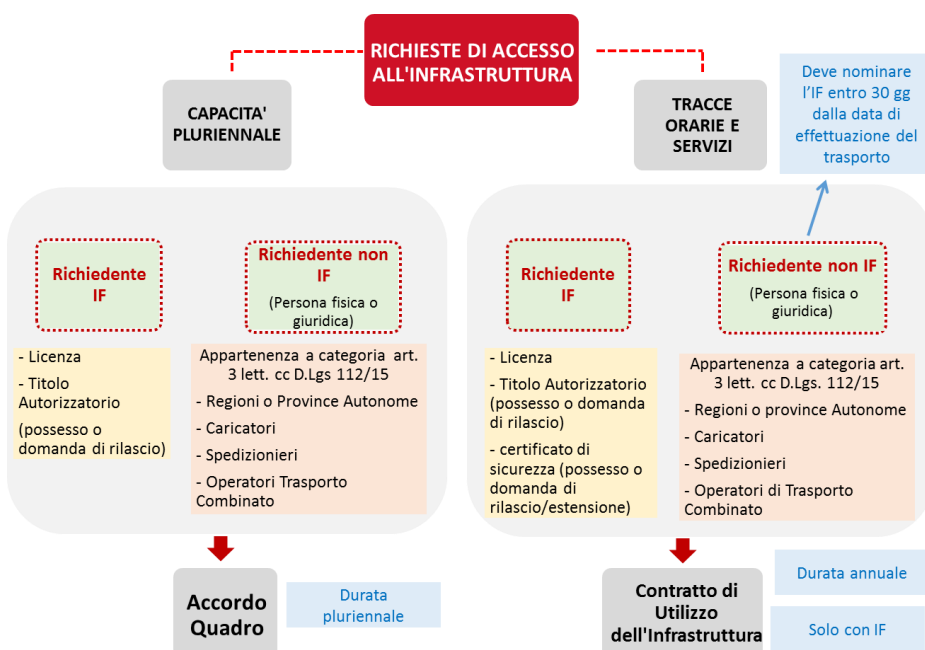 RICHIESTE DI ACCESSO
ALL'INFRASTRUTTURA
CAPACITA'
PLURIENNALE
TRACCE
ORARIE E
SERVIZI
Deve nominare
l'IF entro 30 gg
dalla data di
effettuazione del
trasporto
Richiedente
IF
Richiedente non
IF
(Persona fisica o
giuridica)
- Licenza
- Titolo
Autorizzatorio
(possesso o
domanda di rilascio)
Appartenenza a categoria art.
3 lett. cc D.Lgs 112/15
- Regioni o Province Autonome
- Caricatori
- Spedizionieri
- Operatori Trasporto
Combinato
Richiedente
IF
Richiedente non IF
(Persona fisica o
giuridica)
- Licenza
- Titolo Autorizzatorio
(possesso o domanda
di rilascio)
- certificato di
sicurezza (possesso o
domanda di
rilascio/estensione)
Appartenenza a categoria art.
3 lett. cc D.Lgs. 112/15
- Regioni o province Autonome
- Caricatori
- Spedizionieri
- Operatori di Trasporto
Combinato
Accordo
Quadro
Durata
pluriennale
Contratto di
Utilizzo
dell'Infrastruttura
Durata annuale
Solo con IF